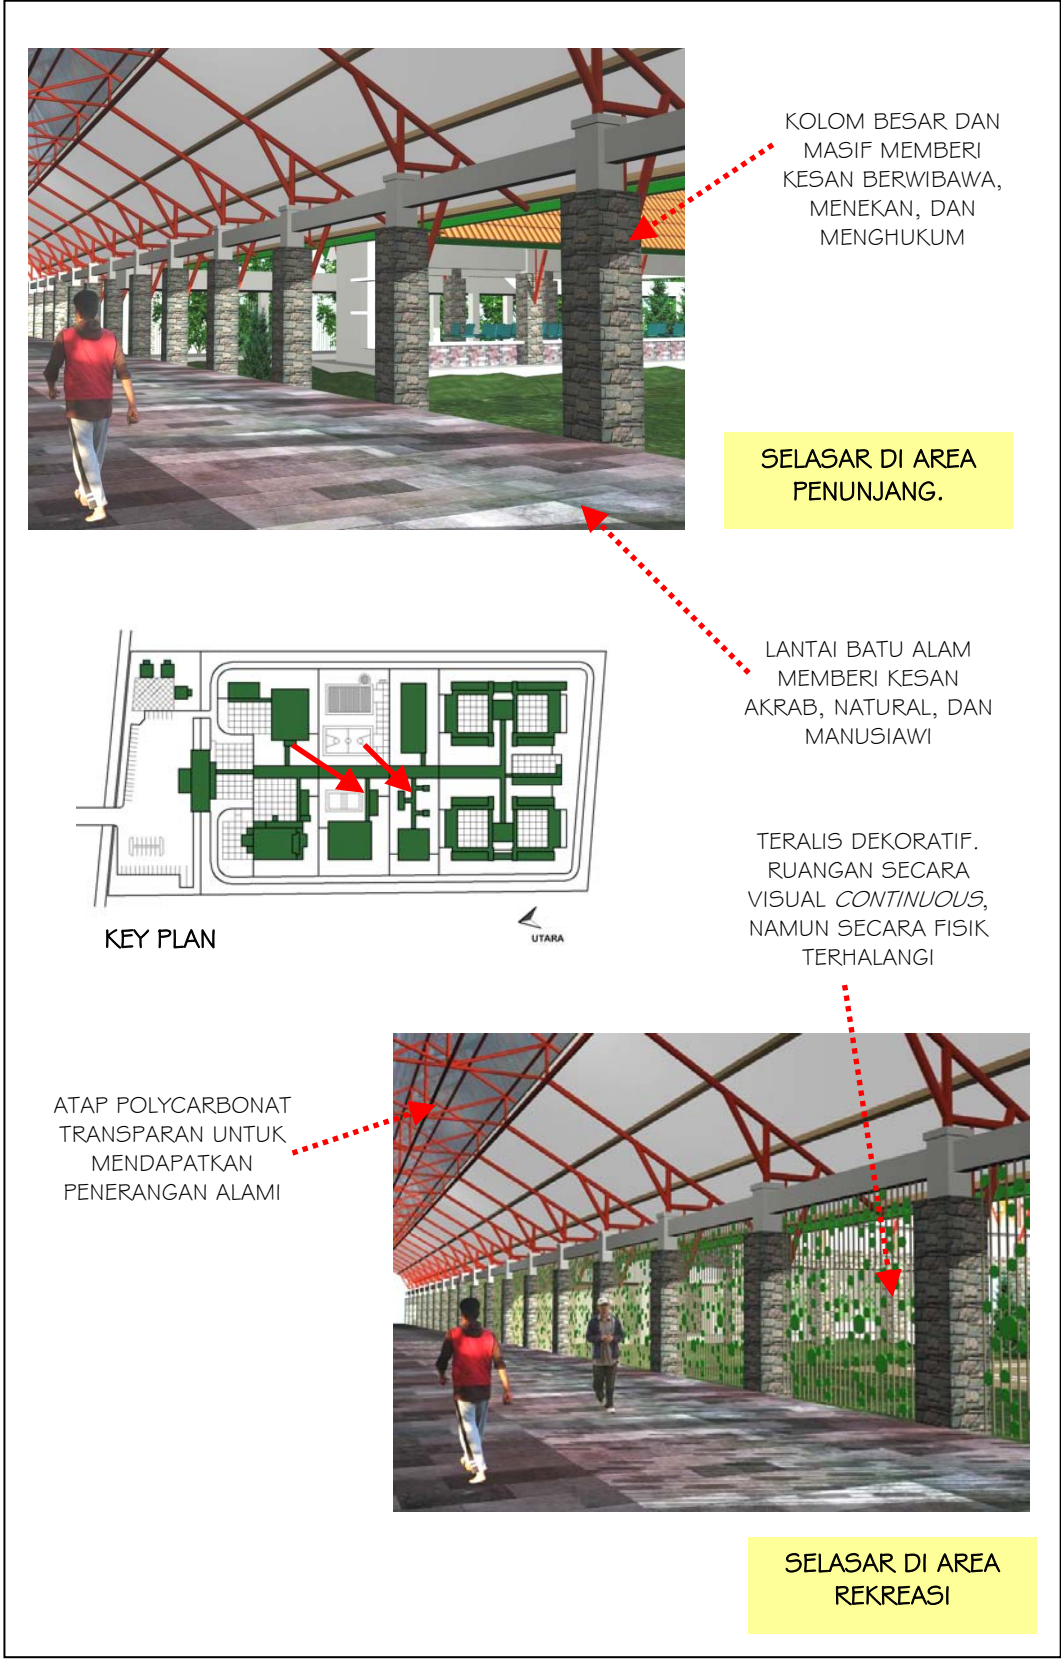 KOLOM BESAR DAN
MASIF MEMBERI
KESAN BERWIBAWA,
MENEKAN, DAN
MENGHUKUM
SELASAR DI AREA
PENUNJANG.
LANTAI BATU ALAM
MEMBERI KESAN
AKRAB, NATURAL, DAN
MANUSIAWI
KEY PLAN
UTARA
TERALIS DEKORATIF.
RUANGAN SECARA
VISUAL CONTINUOUS,
NAMUN SECARA FISIK
TERHALANGI
ATAP POLYCARBONAT
TRANSPARAN UNTUK
MENDAPATKAN
PENERANGAN ALAMI
SELASAR DI AREA
REKREASI